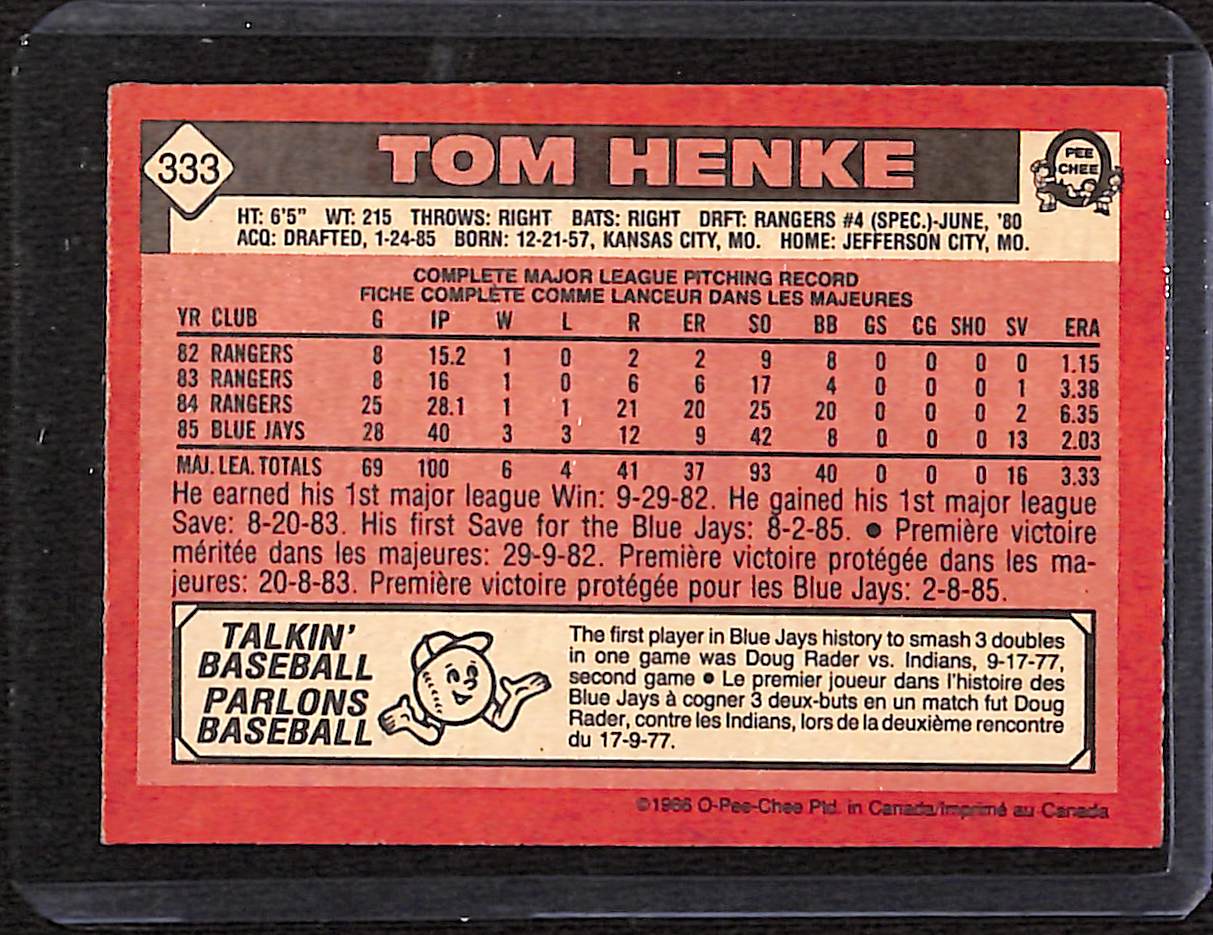 333
TOM HENKE
PEE
CHEE
HT: 6'5" WT: 215 THROWS: RIGHT BATS: RIGHT DRFT: RANGERS #4 (SPEC.)-JUNE, '80
ACQ: DRAFTED, 1-24-85 BORN: 12-21-57, KANSAS CITY, MO. HOME: JEFFERSON CITY, MO.
COMPLETE MAJOR LEAGUE PITCHING RECORD
FICHE COMPLÈTE COMME LANCEUR DANS LES MAJEURES
YR CLUB G IP W L R ER SO BB GS CG SHO SV ERA
82 RANGERS 8 15.2 1 0 2 2 9 8 0 0 0 0 1.15
83 RANGERS 8 16 1 0 6 6 17 4 0 0 0 1 3.38
84 RANGERS 25 28.1 1 1 21 20 25 20 0 0 0 2 6.35
85 BLUE JAYS 28 40 3 3 12 9 42 8 0 0 0 13 2.03
MAJ. LEA. TOTALS 69 100 6 4 41 37 93 40 0 0 0 16 3.33
He earned his 1st major league Win: 9-29-82. He gained his 1st major league
Save: 8-20-83. His first Save for the Blue Jays: 8-2-85. ● Première victoire
méritée dans les majeures: 29-9-82. Première victoire protégée dans les ma-
jeures: 20-8-83. Première victoire protégée pour les Blue Jays: 2-8-85.
TALKIN'
BASEBALL
PARLONS
BASEBALL
The first player in Blue Jays history to smash 3 doubles
in one game was Doug Rader vs. Indians, 9-17-77,
second game ● Le premier joueur dans l'histoire des
Blue Jays à cogner 3 deux-buts en un match fut Doug
Rader, contre les Indians, lors de la deuxième rencontre
du 17-9-77.
©1986 O-Pee-Chee Ptd. in Canada/Imprimé au Canada